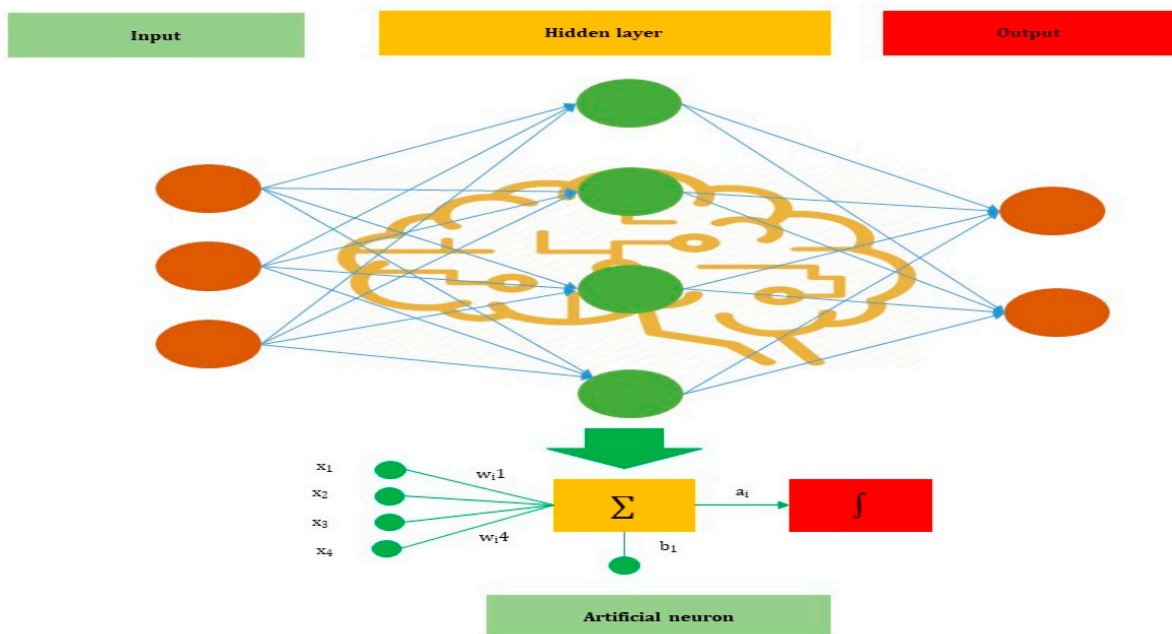 Input
Hidden layer
Output
x₁
wᵢ1
x₂
x₃
x₄
wᵢ4
Σ
aᵢ
∫
b₁
Artificial neuron